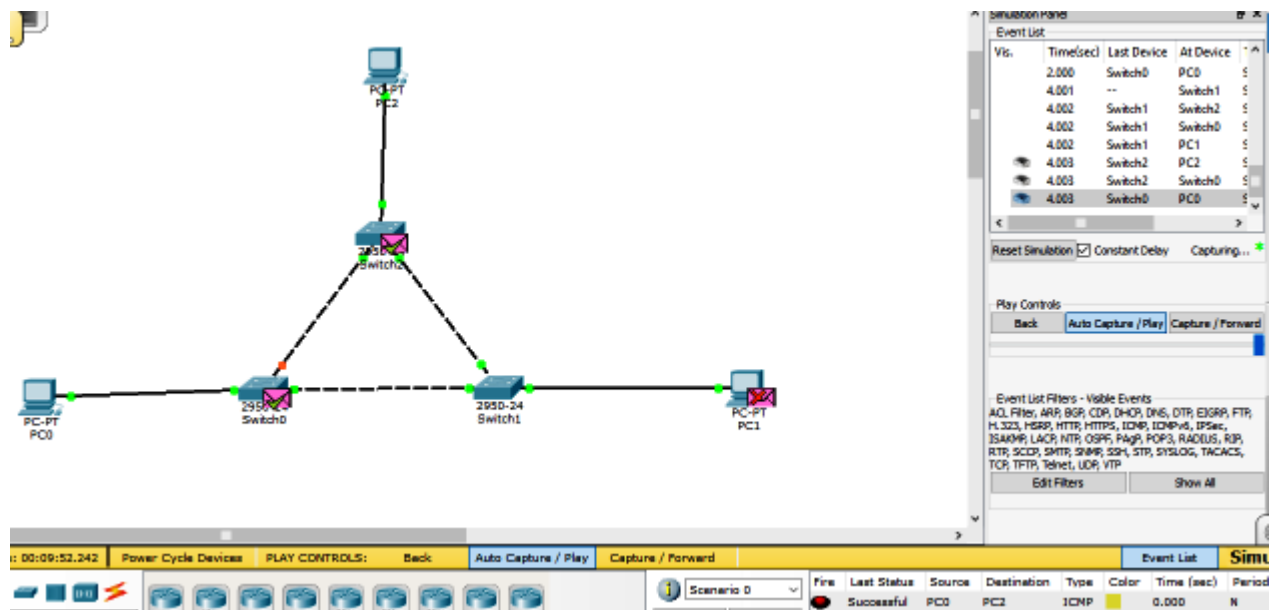 Simulation Panel
Event List
Vis. Time(sec) Last Device At Device
2.000 Switch0 PC0 S
4.001 -- Switch1 S
4.002 Switch1 Switch2 S
4.002 Switch1 Switch0 S
4.002 Switch1 PC1 S
4.003 Switch2 PC2 S
4.003 Switch2 Switch0 S
4.003 Switch0 PC0 S
Reset Simulation Constant Delay Capturing... *
Play Controls
Back Auto Capture / Play Capture / Forward
Event List Filters - Visible Events
ACL Filter, ARP, BGP, CDP, DHCP, DNS, DTP, EIGRP, FTP,
H.323, HSRP, HTTP, HTTPS, ICMP, ICMPv6, IPSec,
ISAKMP, LACP, NTP, OSPF, PAgP, POP3, RADIUS, RIP,
RTP, SCCP, SMTP, SNMP, SSH, STP, SYSLOG, TACACS,
TCP, TFTP, Telnet, UDP, VTP
Edit Filters Show All
PC-PT
PC2
Switch2
PC-PT
PC0
Switch0
2950-24
Switch1
PC-PT
PC1
: 00:09:52.242 Power Cycle Devices PLAY CONTROLS: Back Auto Capture / Play Capture / Forward Event List Simu
Scenario 0
Fire Last Status Source Destination Type Color Time (sec) Period
Successful PC0 PC2 ICMP 0.000 N